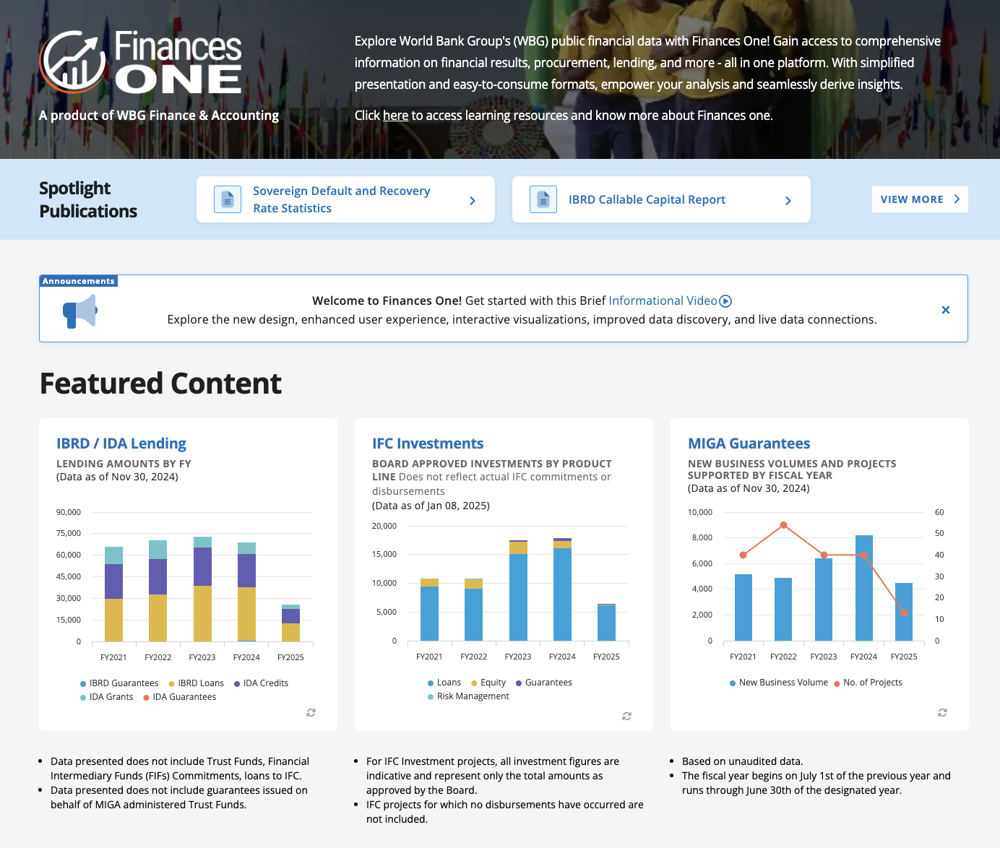 Finances
ONE
A product of WBG Finance & Accounting
Explore World Bank Group's (WBG) public financial data with Finances One! Gain access to comprehensive
information on financial results, procurement, lending, and more - all in one platform. With simplified
presentation and easy-to-consume formats, empower your analysis and seamlessly derive insights.
Click here to access learning resources and know more about Finances one.
Spotlight
Publications
Sovereign Default and Recovery
Rate Statistics
IBRD Callable Capital Report
VIEW MORE
Announcements
Welcome to Finances One! Get started with this Brief Informational Video
Explore the new design, enhanced user experience, interactive visualizations, improved data discovery, and live data connections.
Featured Content
IBRD / IDA Lending
LENDING AMOUNTS BY FY
(Data as of Nov 30, 2024)
90,000
75,000
60,000
45,000
30,000
15,000
0
FY2021 FY2022 FY2023 FY2024 FY2025
IBRD Guarantees IBRD Loans IDA Credits
IDA Grants IDA Guarantees
IFC Investments
BOARD APPROVED INVESTMENTS BY PRODUCT
LINE Does not reflect actual IFC commitments or
disbursements
(Data as of Jan 08, 2025)
20,000
15,000
10,000
5,000
0
FY2021 FY2022 FY2023 FY2024 FY2025
Loans Equity Guarantees
Risk Management
MIGA Guarantees
NEW BUSINESS VOLUMES AND PROJECTS
SUPPORTED BY FISCAL YEAR
(Data as of Nov 30, 2024)
10,000 60
8,000 50
6,000 40
4,000 30
2,000 20
0 10
0
FY2021 FY2022 FY2023 FY2024 FY2025
New Business Volume No. of Projects
Data presented does not include Trust Funds, Financial
Intermediary Funds (FIFs) Commitments, loans to IFC.
Data presented does not include guarantees issued on
behalf of MIGA administered Trust Funds.
For IFC Investment projects, all investment figures are
indicative and represent only the total amounts as
approved by the Board.
IFC projects for which no disbursements have occurred are
not included.
Based on unaudited data.
The fiscal year begins on July 1st of the previous year and
runs through June 30th of the designated year.